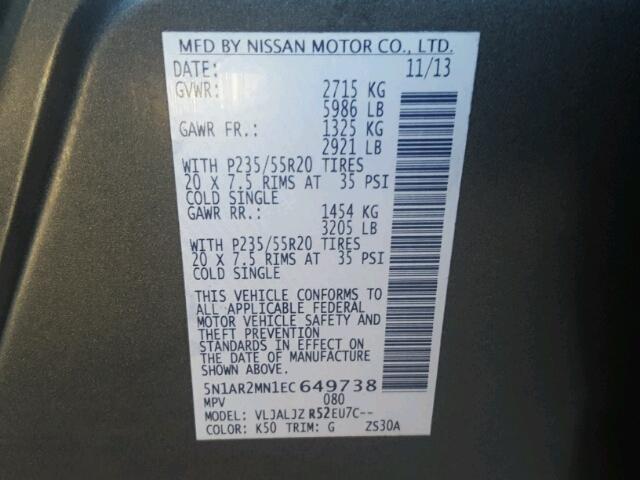 MFD BY NISSAN MOTOR CO., LTD.
DATE: 11/13
GVWR: 2715 KG
5986 LB
GAWR FR.: 1325 KG
2921 LB
WITH P235/55R20 TIRES
20 X 7.5 RIMS AT 35 PSI
COLD SINGLE
GAWR RR.: 1454 KG
3205 LB
WITH P235/55R20 TIRES
20 X 7.5 RIMS AT 35 PSI
COLD SINGLE
THIS VEHICLE CONFORMS TO
ALL APPLICABLE FEDERAL
MOTOR VEHICLE SAFETY AND
THEFT PREVENTION
STANDARDS IN EFFECT ON
THE DATE OF MANUFACTURE
SHOWN ABOVE.
5N1AR2MN1EC649738
MPV 080
MODEL: VLJALJZ R52EU7C--
COLOR: K50 TRIM: G ZS30A